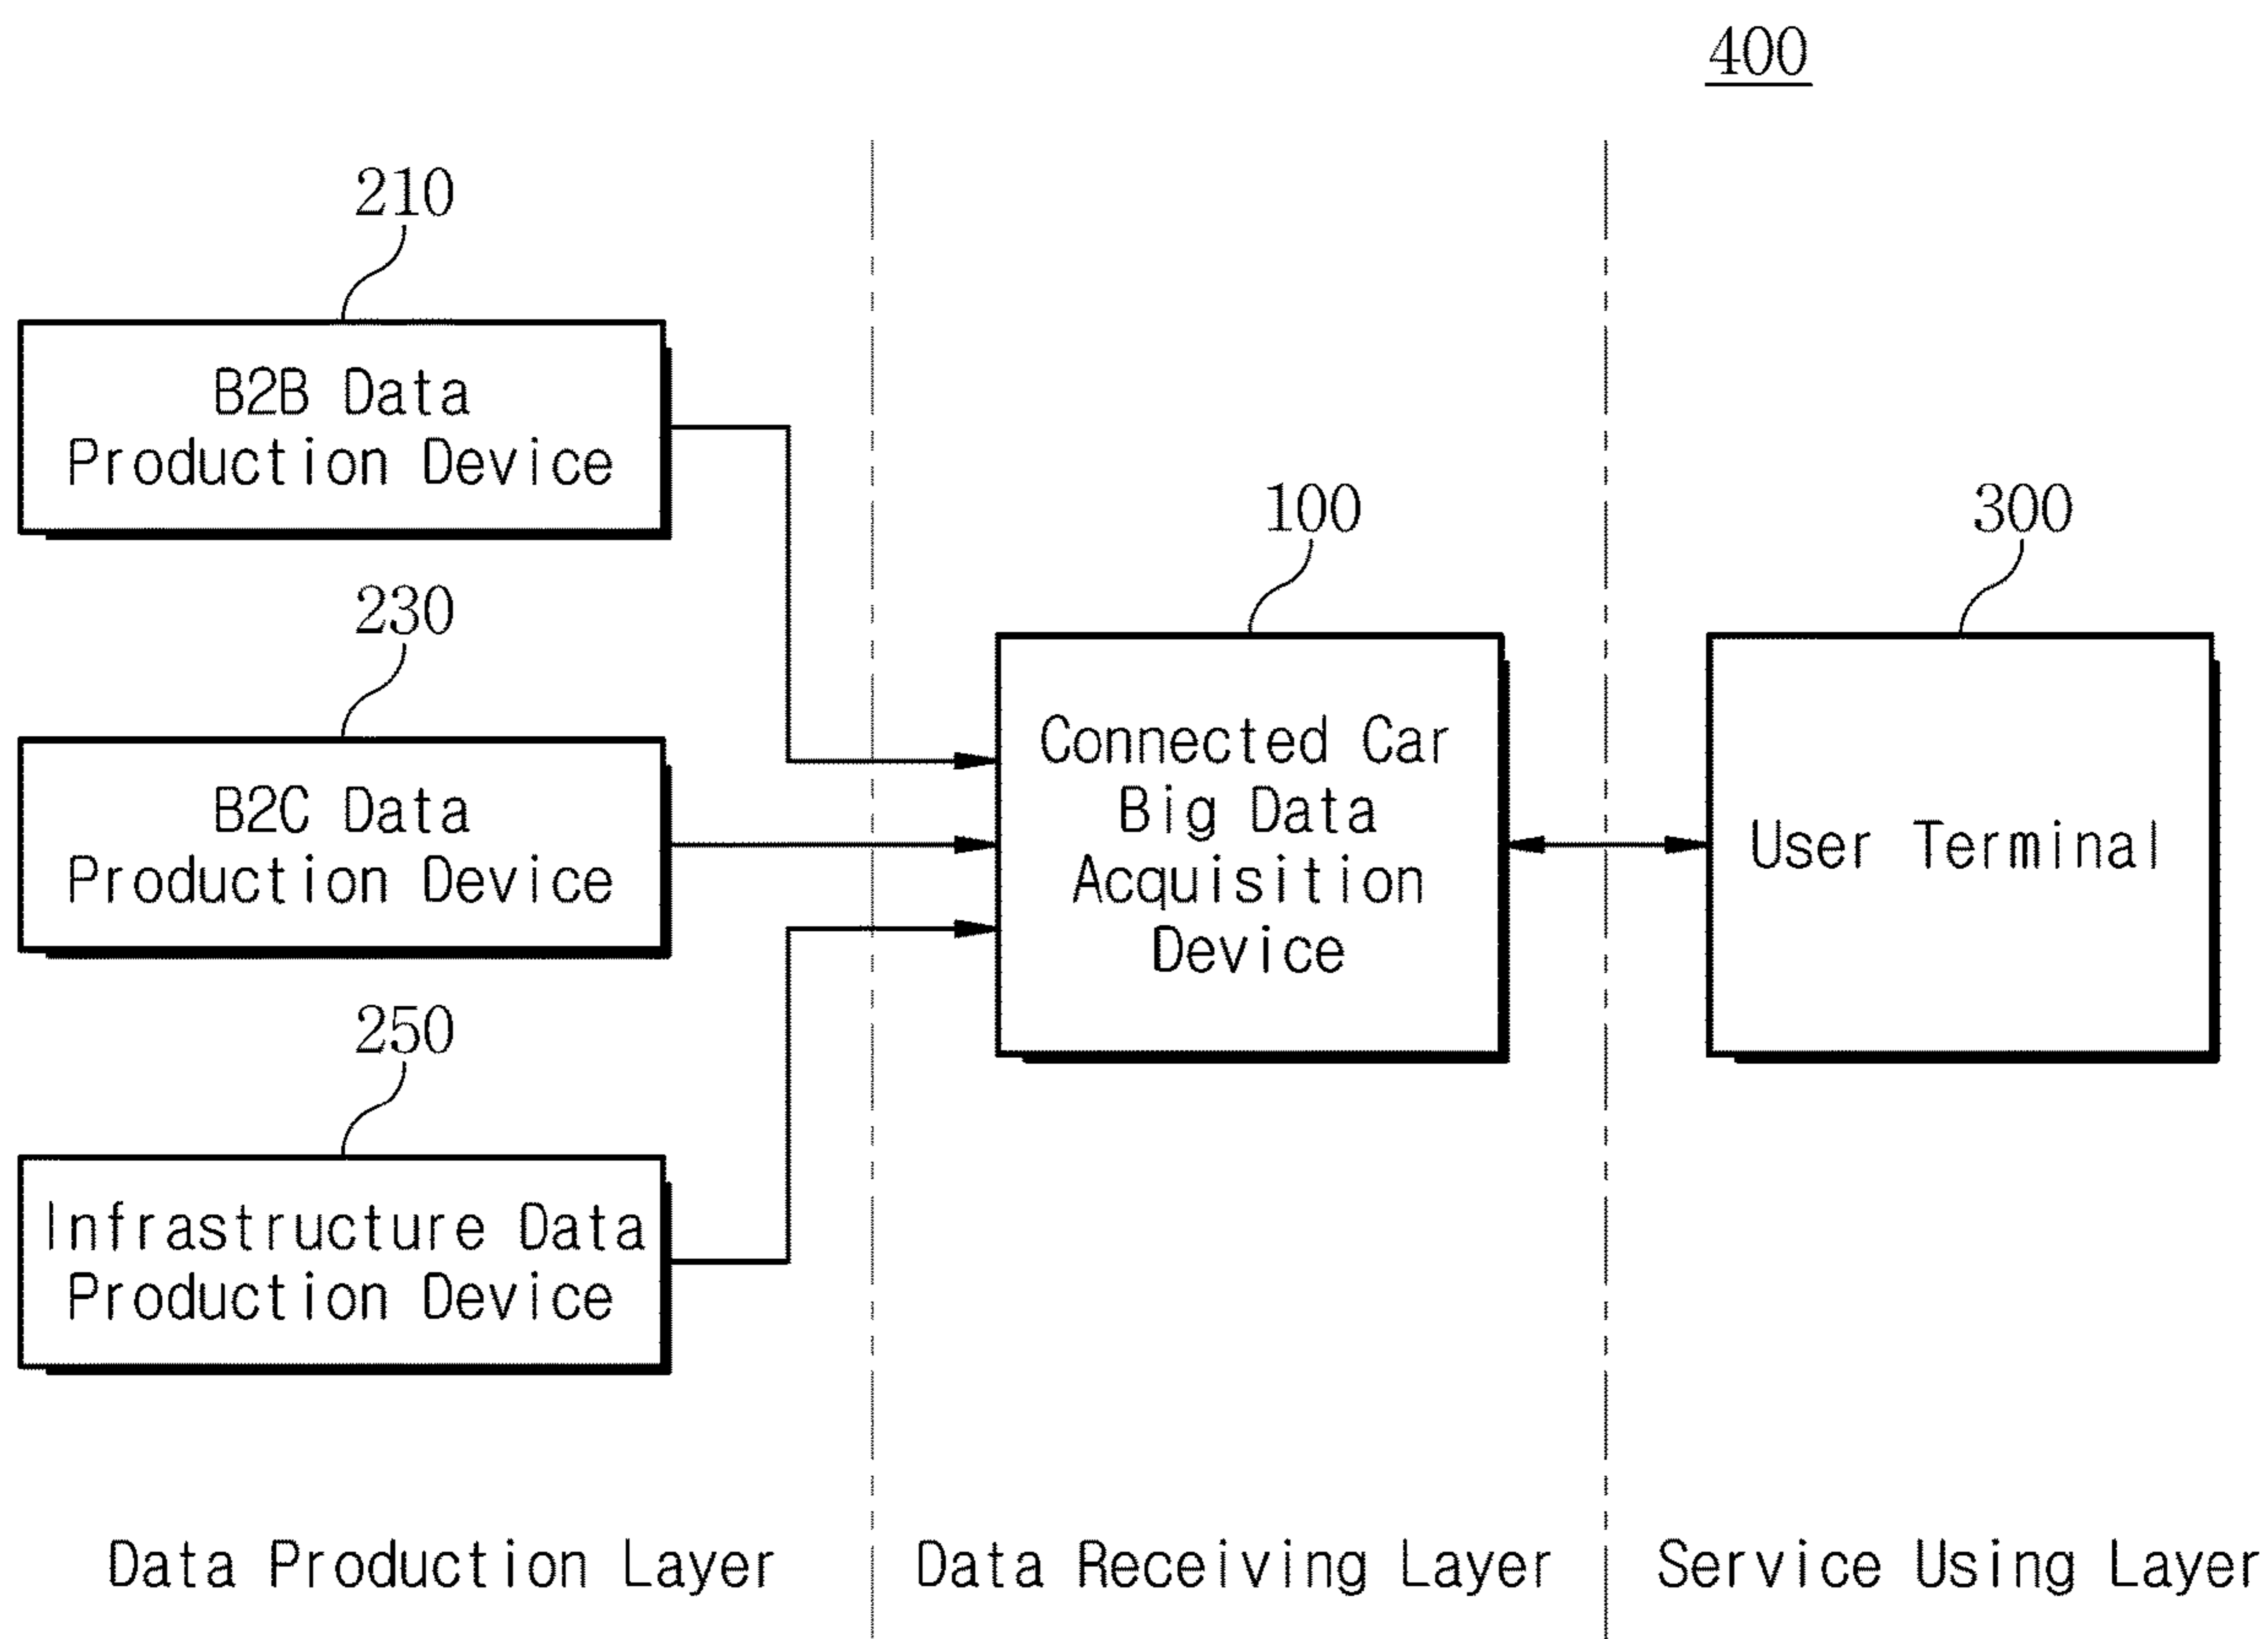 400
210
B2B Data
Production Device
230
B2C Data
Production Device
250
Infrastructure Data
Production Device
100
Connected Car
Big Data
Acquisition
Device
300
User Terminal
Data Production Layer
Data Receiving Layer
Service Using Layer